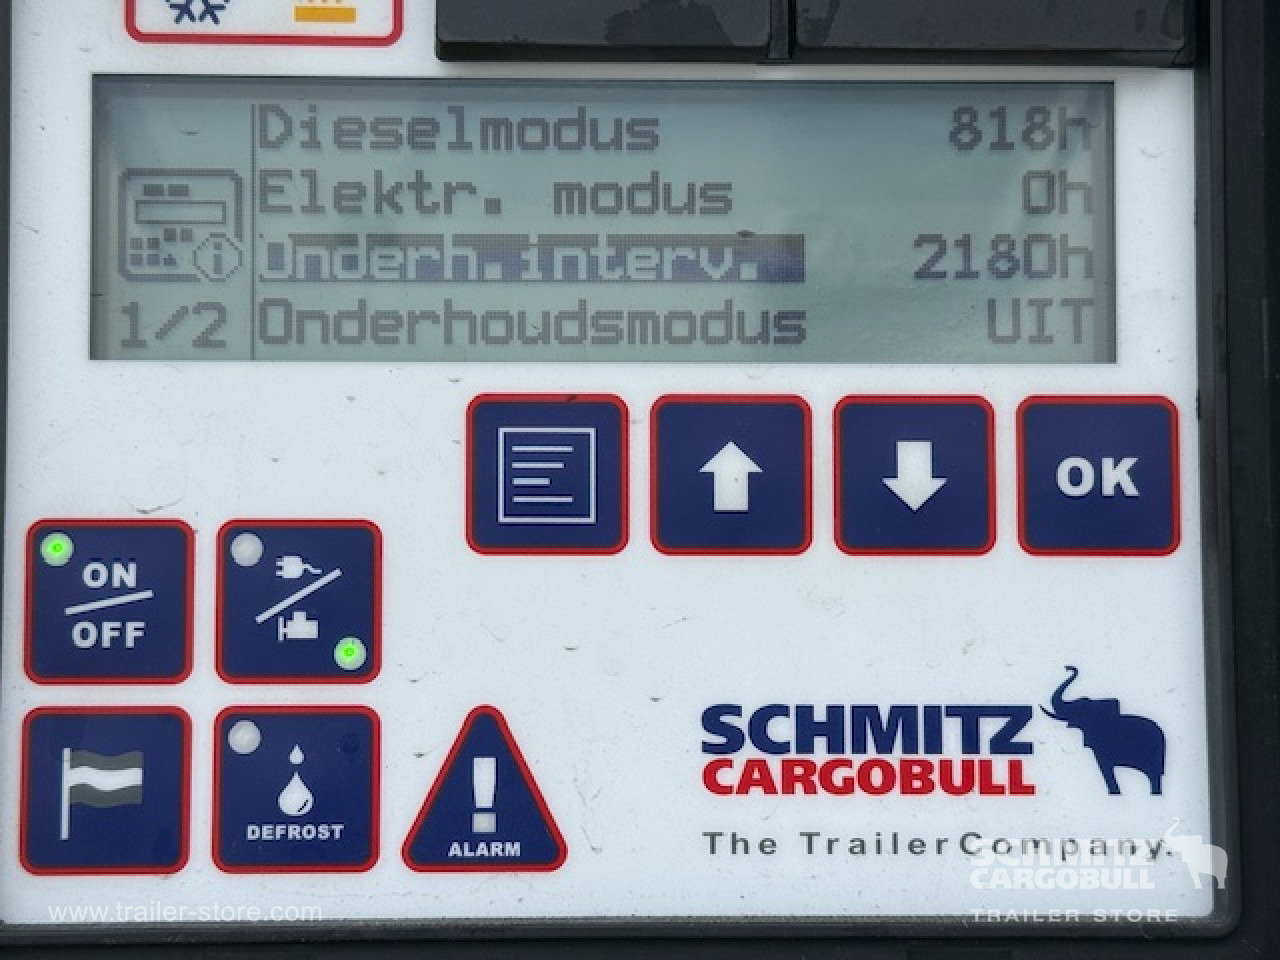 Dieselmodus 818h
Elektr. modus 0h
Onderh.interv. 2180h
1/2 Onderhoudsmodus UIT
OK
ON
OFF
DEFROST
ALARM
SCHMITZ
CARGOBULL
The TrailerCompany.
SCHMITZ
CARGOBULL
TRAILER STORE
www.trailer-store.com